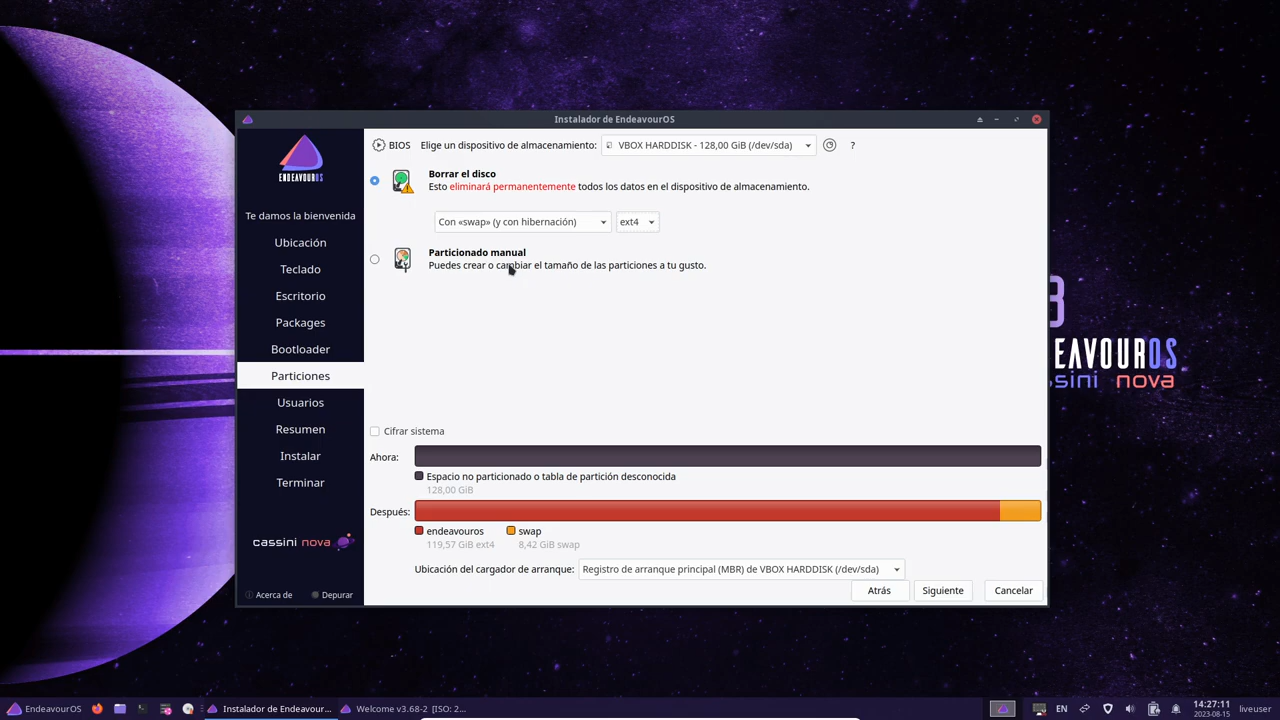 Instalador de EndeavourOS
ENDEAVOUROS
Te damos la bienvenida
Ubicación
Teclado
Escritorio
Packages
Bootloader
Particiones
Usuarios
Resumen
Instalar
Terminar
cassini nova
Acerca de
Depurar
BIOS
Elige un dispositivo de almacenamiento:
VBOX HARDDISK - 128,00 GiB (/dev/sda)
?
Borrar el disco
Esto eliminará permanentemente todos los datos en el dispositivo de almacenamiento.
Con «swap» (y con hibernación)
ext4
Particionado manual
Puedes crear o cambiar el tamaño de las particiones a tu gusto.
Cifrar sistema
Ahora:
Espacio no particionado o tabla de partición desconocida
128,00 GiB
Después:
endeavouros
119,57 GiB ext4
swap
8,42 GiB swap
Ubicación del cargador de arranque:
Registro de arranque principal (MBR) de VBOX HARDDISK (/dev/sda)
Atrás
Siguiente
Cancelar
EAVOUROS
ssini nova
EndeavourOS
Instalador de Endeavour...
Welcome v3.68-2 [ISO: 2...
EN
14:27:11
2023-08-15
liveuser